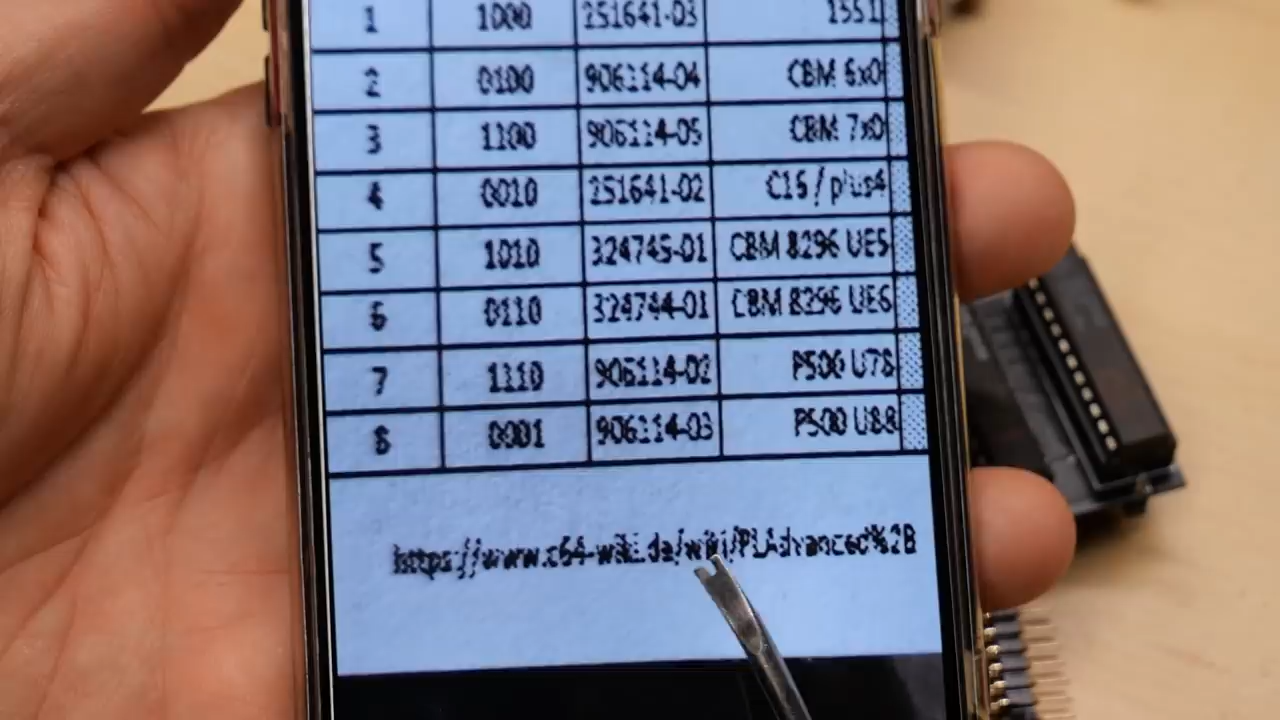 1 1000 251641-03 1551
2 0100 906114-04 CBM 6x0
3 1100 906114-05 CBM 7x0
4 0010 251641-02 C16 / plus4
5 1010 324745-01 CBM 8296 UE5
6 0110 324744-01 CBM 8296 UE6
7 1110 906114-02 P500 U78
8 0001 906114-03 P500 U88
https://www.c64-wiki.de/wiki/PLAdvanced%2B